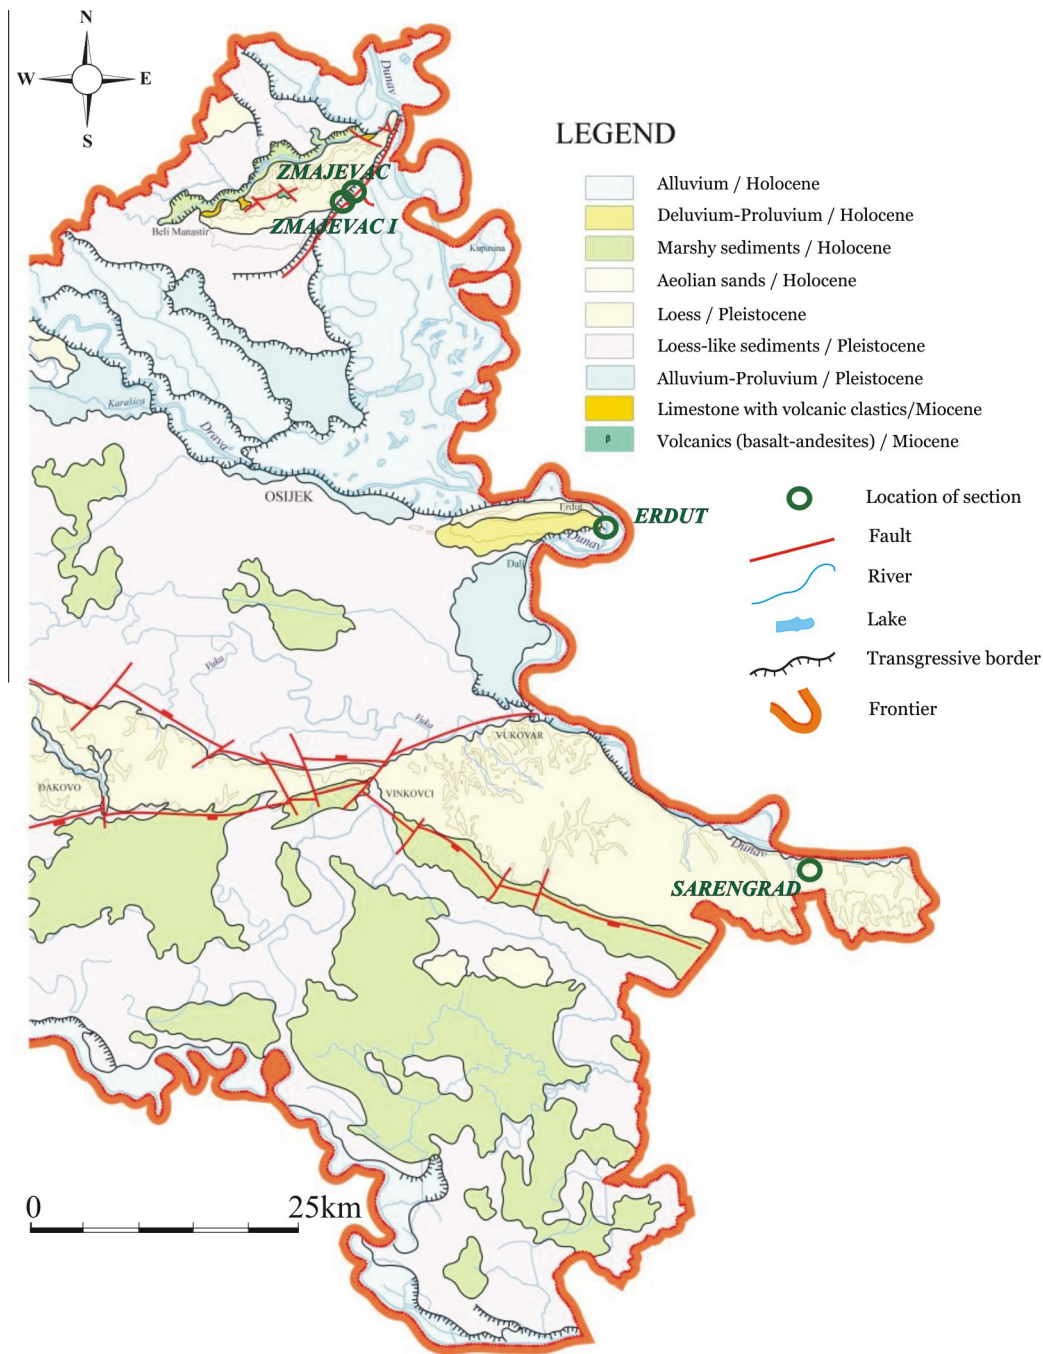 N
W
E
S
Dunav
ZMAJEVAC
ZMAJEVAC I
Beli Manastir
Kupusina
LEGEND
Alluvium / Holocene
Deluvium-Proluvium / Holocene
Marshy sediments / Holocene
Aeolian sands / Holocene
Loess / Pleistocene
Loess-like sediments / Pleistocene
Alluvium-Proluvium / Pleistocene
Limestone with volcanic clastics/Miocene
β
Volcanics (basalt-andesites) / Miocene
Karašica
Drava
OSIJEK
Erdut
ERDUT
Dunav
Dalj
Location of section
Fault
River
Lake
Transgressive border
Frontier
Vuka
Vuka
VUKOVAR
ĐAKOVO
VINKOVCI
Dunav
SARENGRAD
0
25km